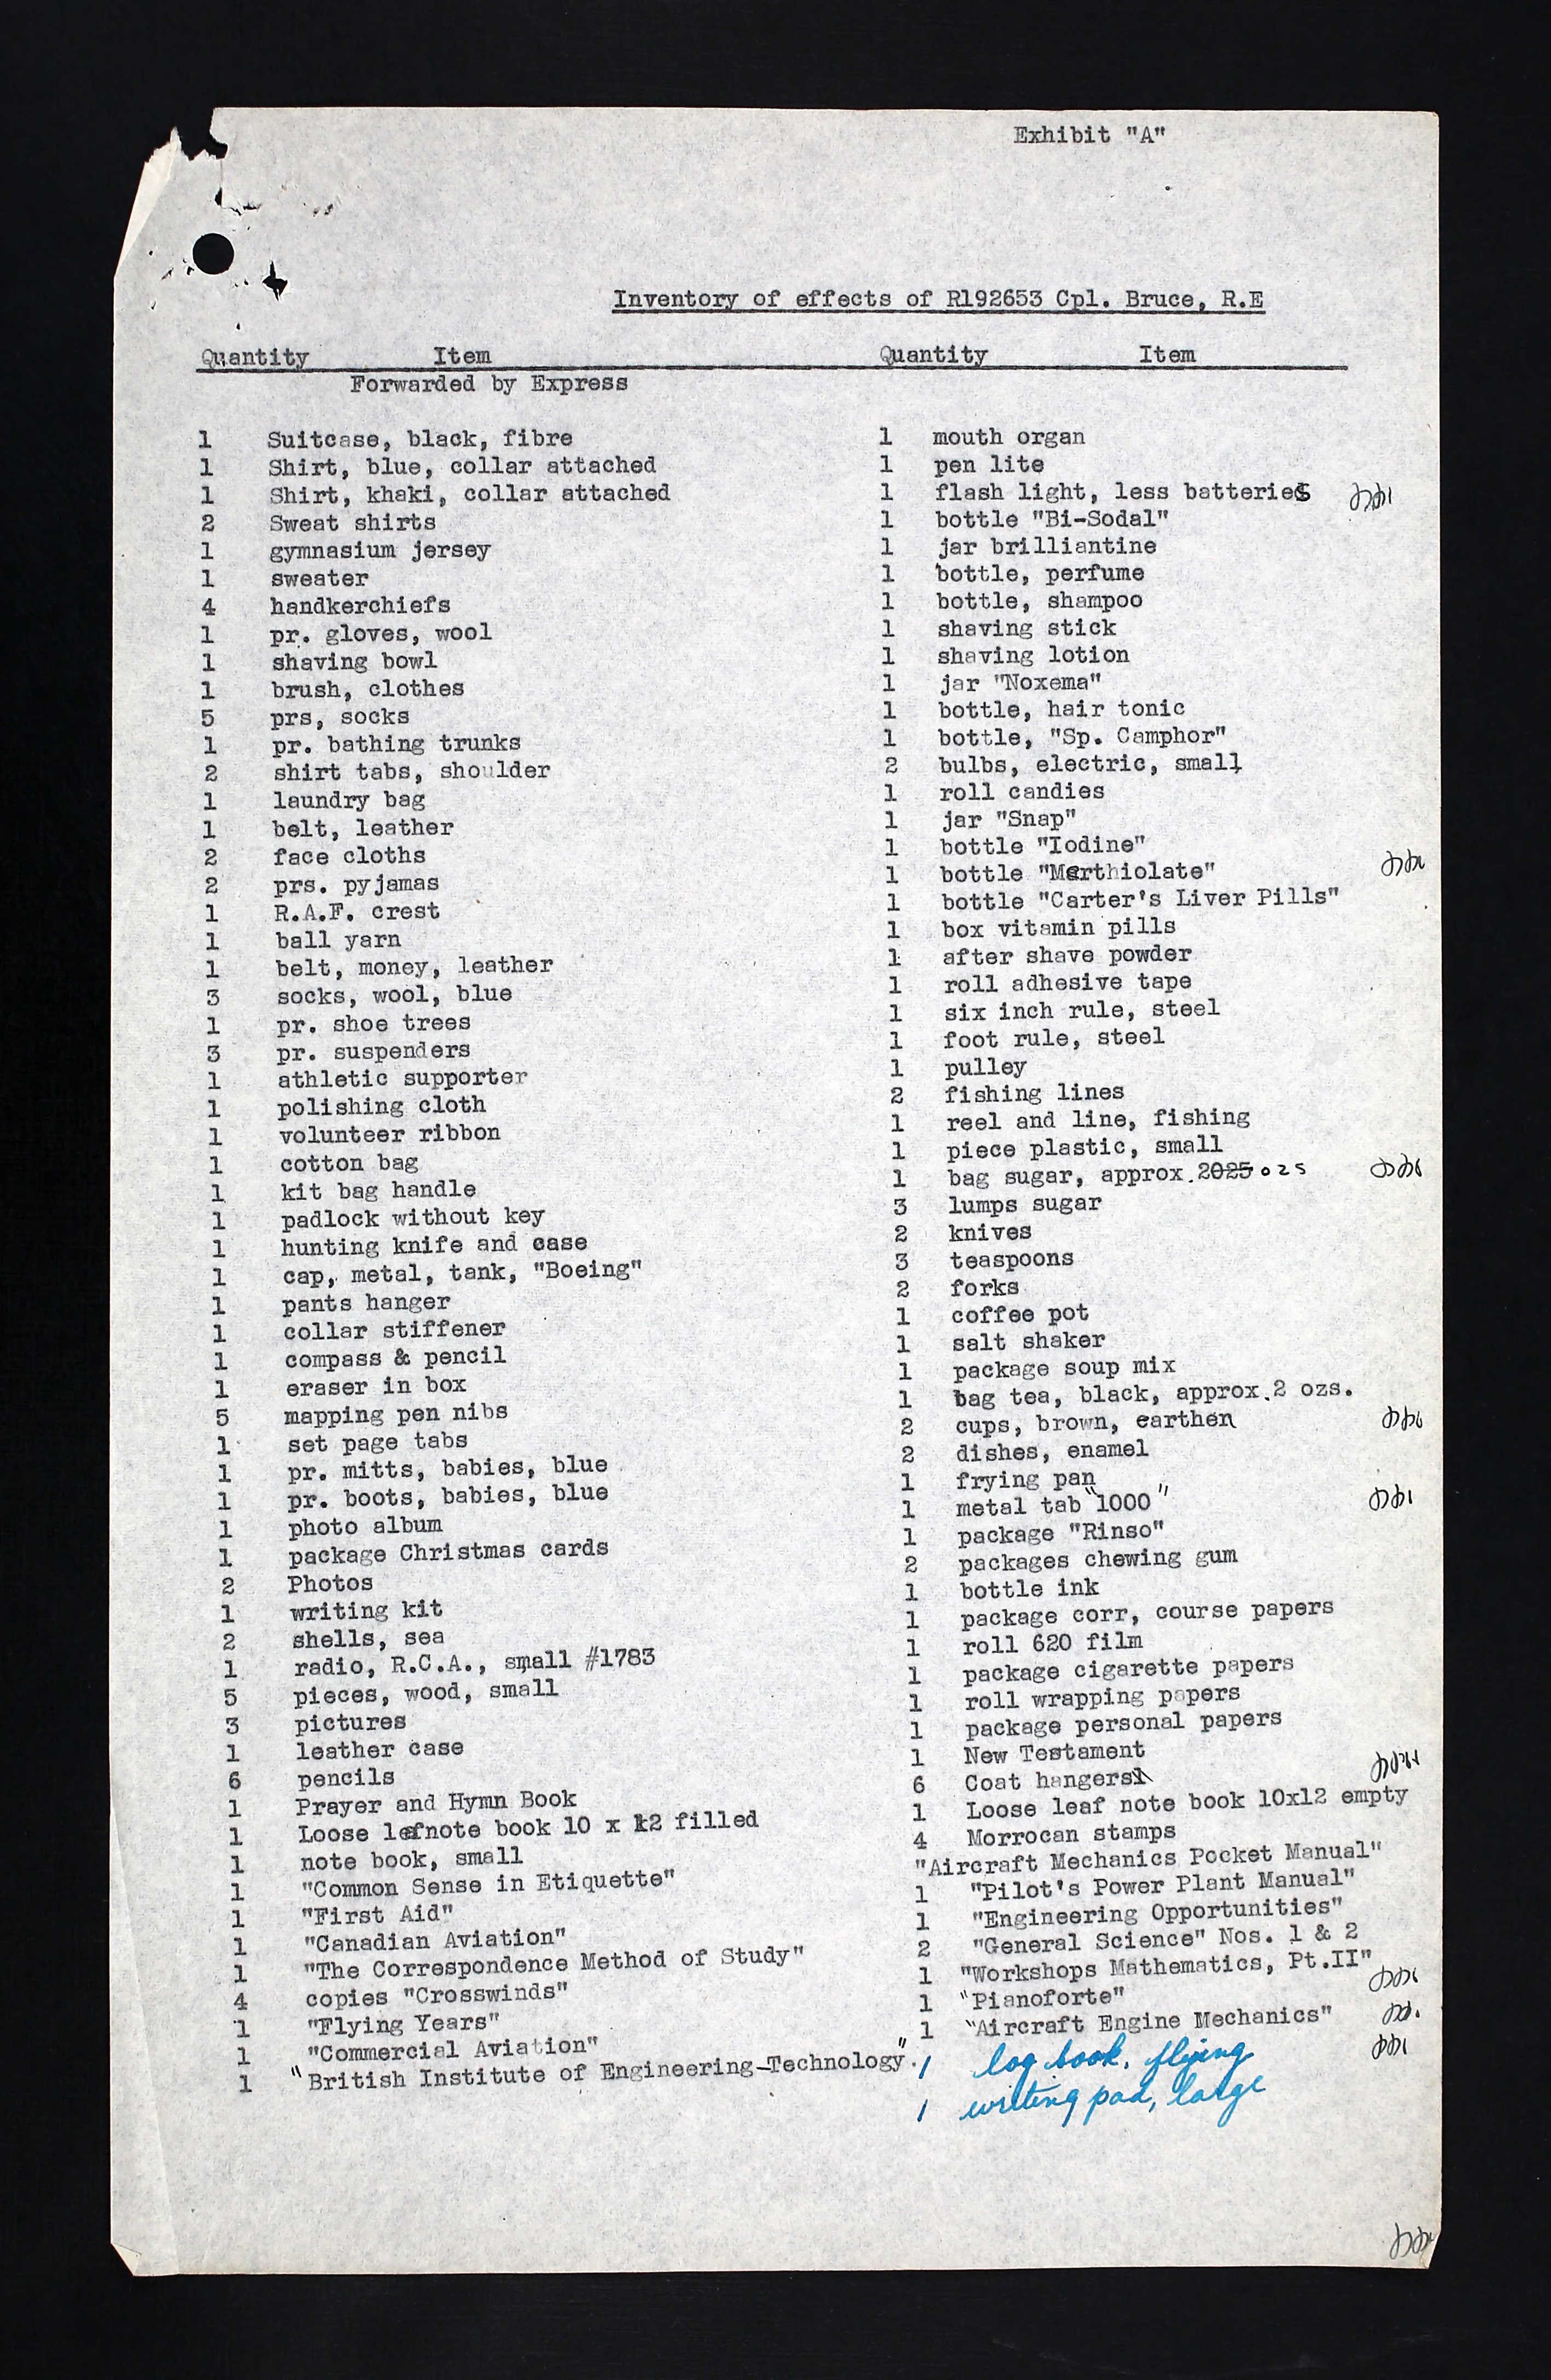 Exhibit "A"
Inventory of effects of R192653 Cpl. Bruce, R.E
Quantity Item
Forwarded by Express
1 Suitcase, black, fibre
1 Shirt, blue, collar attached
1 Shirt, khaki, collar attached
2 Sweat shirts
1 gymnasium jersey
1 sweater
4 handkerchiefs
1 pr. gloves, wool
1 shaving bowl
1 brush, clothes
5 prs, socks
1 pr. bathing trunks
2 shirt tabs, shoulder
1 laundry bag
1 belt, leather
2 face cloths
2 prs. pyjamas
1 R.A.F. crest
1 ball yarn
1 belt, money, leather
3 socks, wool, blue
1 pr. shoe trees
3 pr. suspenders
1 athletic supporter
1 polishing cloth
1 volunteer ribbon
1 cotton bag
1 kit bag handle
1 padlock without key
1 hunting knife and case
1 cap, metal, tank, "Boeing"
1 pants hanger
1 collar stiffener
1 compass & pencil
1 eraser in box
5 mapping pen nibs
1 set page tabs
1 pr. mitts, babies, blue
1 pr. boots, babies, blue
1 photo album
1 package Christmas cards
2 Photos
1 writing kit
2 shells, sea
1 radio, R.C.A., small #1783
5 pieces, wood, small
3 pictures
1 leather case
6 pencils
1 Prayer and Hymn Book
1 Loose leafnote book 10 x 12 filled
1 note book, small
1 "Common Sense in Etiquette"
1 "First Aid"
1 "Canadian Aviation"
1 "The Correspondence Method of Study"
4 copies "Crosswinds"
1 "Flying Years"
1 "Commercial Aviation"
1 "British Institute of Engineering-Technology".
Quantity Item
1 mouth organ
1 pen lite
1 flash light, less batteries
1 bottle "Bi-Sodal"
1 jar brilliantine
1 bottle, perfume
1 bottle, shampoo
1 shaving stick
1 shaving lotion
1 jar "Noxema"
1 bottle, hair tonic
1 bottle, "Sp. Camphor"
2 bulbs, electric, small
1 roll candies
1 jar "Snap"
1 bottle "Iodine"
1 bottle "Merthiolate"
1 bottle "Carter's Liver Pills"
1 box vitamin pills
1 after shave powder
1 roll adhesive tape
1 six inch rule, steel
1 foot rule, steel
1 pulley
2 fishing lines
1 reel and line, fishing
1 piece plastic, small
1 bag sugar, approx. 2025 ozs
3 lumps sugar
2 knives
3 teaspoons
2 forks
1 coffee pot
1 salt shaker
1 package soup mix
1 bag tea, black, approx.2 ozs.
2 cups, brown, earthen
2 dishes, enamel
1 frying pan
1 metal tab "1000"
1 package "Rinso"
2 packages chewing gum
1 bottle ink
1 package corr, course papers
1 roll 620 film
1 package cigarette papers
1 roll wrapping papers
1 package personal papers
1 New Testament
6 Coat hangers
1 Loose leaf note book 10x12 empty
4 Morrocan stamps
"Aircraft Mechanics Pocket Manual"
1 "Pilot's Power Plant Manual"
1 "Engineering Opportunities"
2 "General Science" Nos. 1 & 2
1 "Workshops Mathematics, Pt.II"
1 "Pianoforte"
1 "Aircraft Engine Mechanics"
1 log book, flying
1 writing pad, large